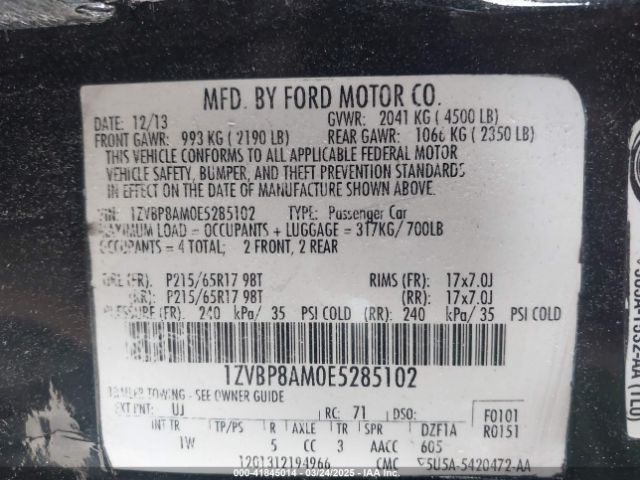 MFD. BY FORD MOTOR CO.
DATE: 12/13 GVWR: 2041 KG ( 4500 LB)
FRONT GAWR: 993 KG ( 2190 LB) REAR GAWR: 1066 KG ( 2350 LB)
THIS VEHICLE CONFORMS TO ALL APPLICABLE FEDERAL MOTOR
VEHICLE SAFETY, BUMPER, AND THEFT PREVENTION STANDARDS
IN EFFECT ON THE DATE OF MANUFACTURE SHOWN ABOVE.
VIN: 1ZVBP8AM0E5285102 TYPE: Passenger Car
MAXIMUM LOAD = OCCUPANTS + LUGGAGE = 317KG/ 700LB
OCCUPANTS = 4 TOTAL; 2 FRONT, 2 REAR
TIRE (FR): P215/65R17 98T RIMS (FR): 17x7.0J
(RR): P215/65R17 98T (RR): 17x7.0J
PRESSURE (FR): 240 kPa/ 35 PSI COLD (RR): 240 kPa/ 35 PSI COLD
1ZVBP8AM0E5285102
TRAILER TOWING - SEE OWNER GUIDE
EXT PNT: UJ RC: 71 DSO: F0101
INT TR TP/PS R AXLE TR SPR DZF1A R0151
1W 5 CC 3 AACC 605
1201312194966 CMC 5U5A-5420472-AA
© IAAI 41845014 | 03/24/2025 - CHICAGO